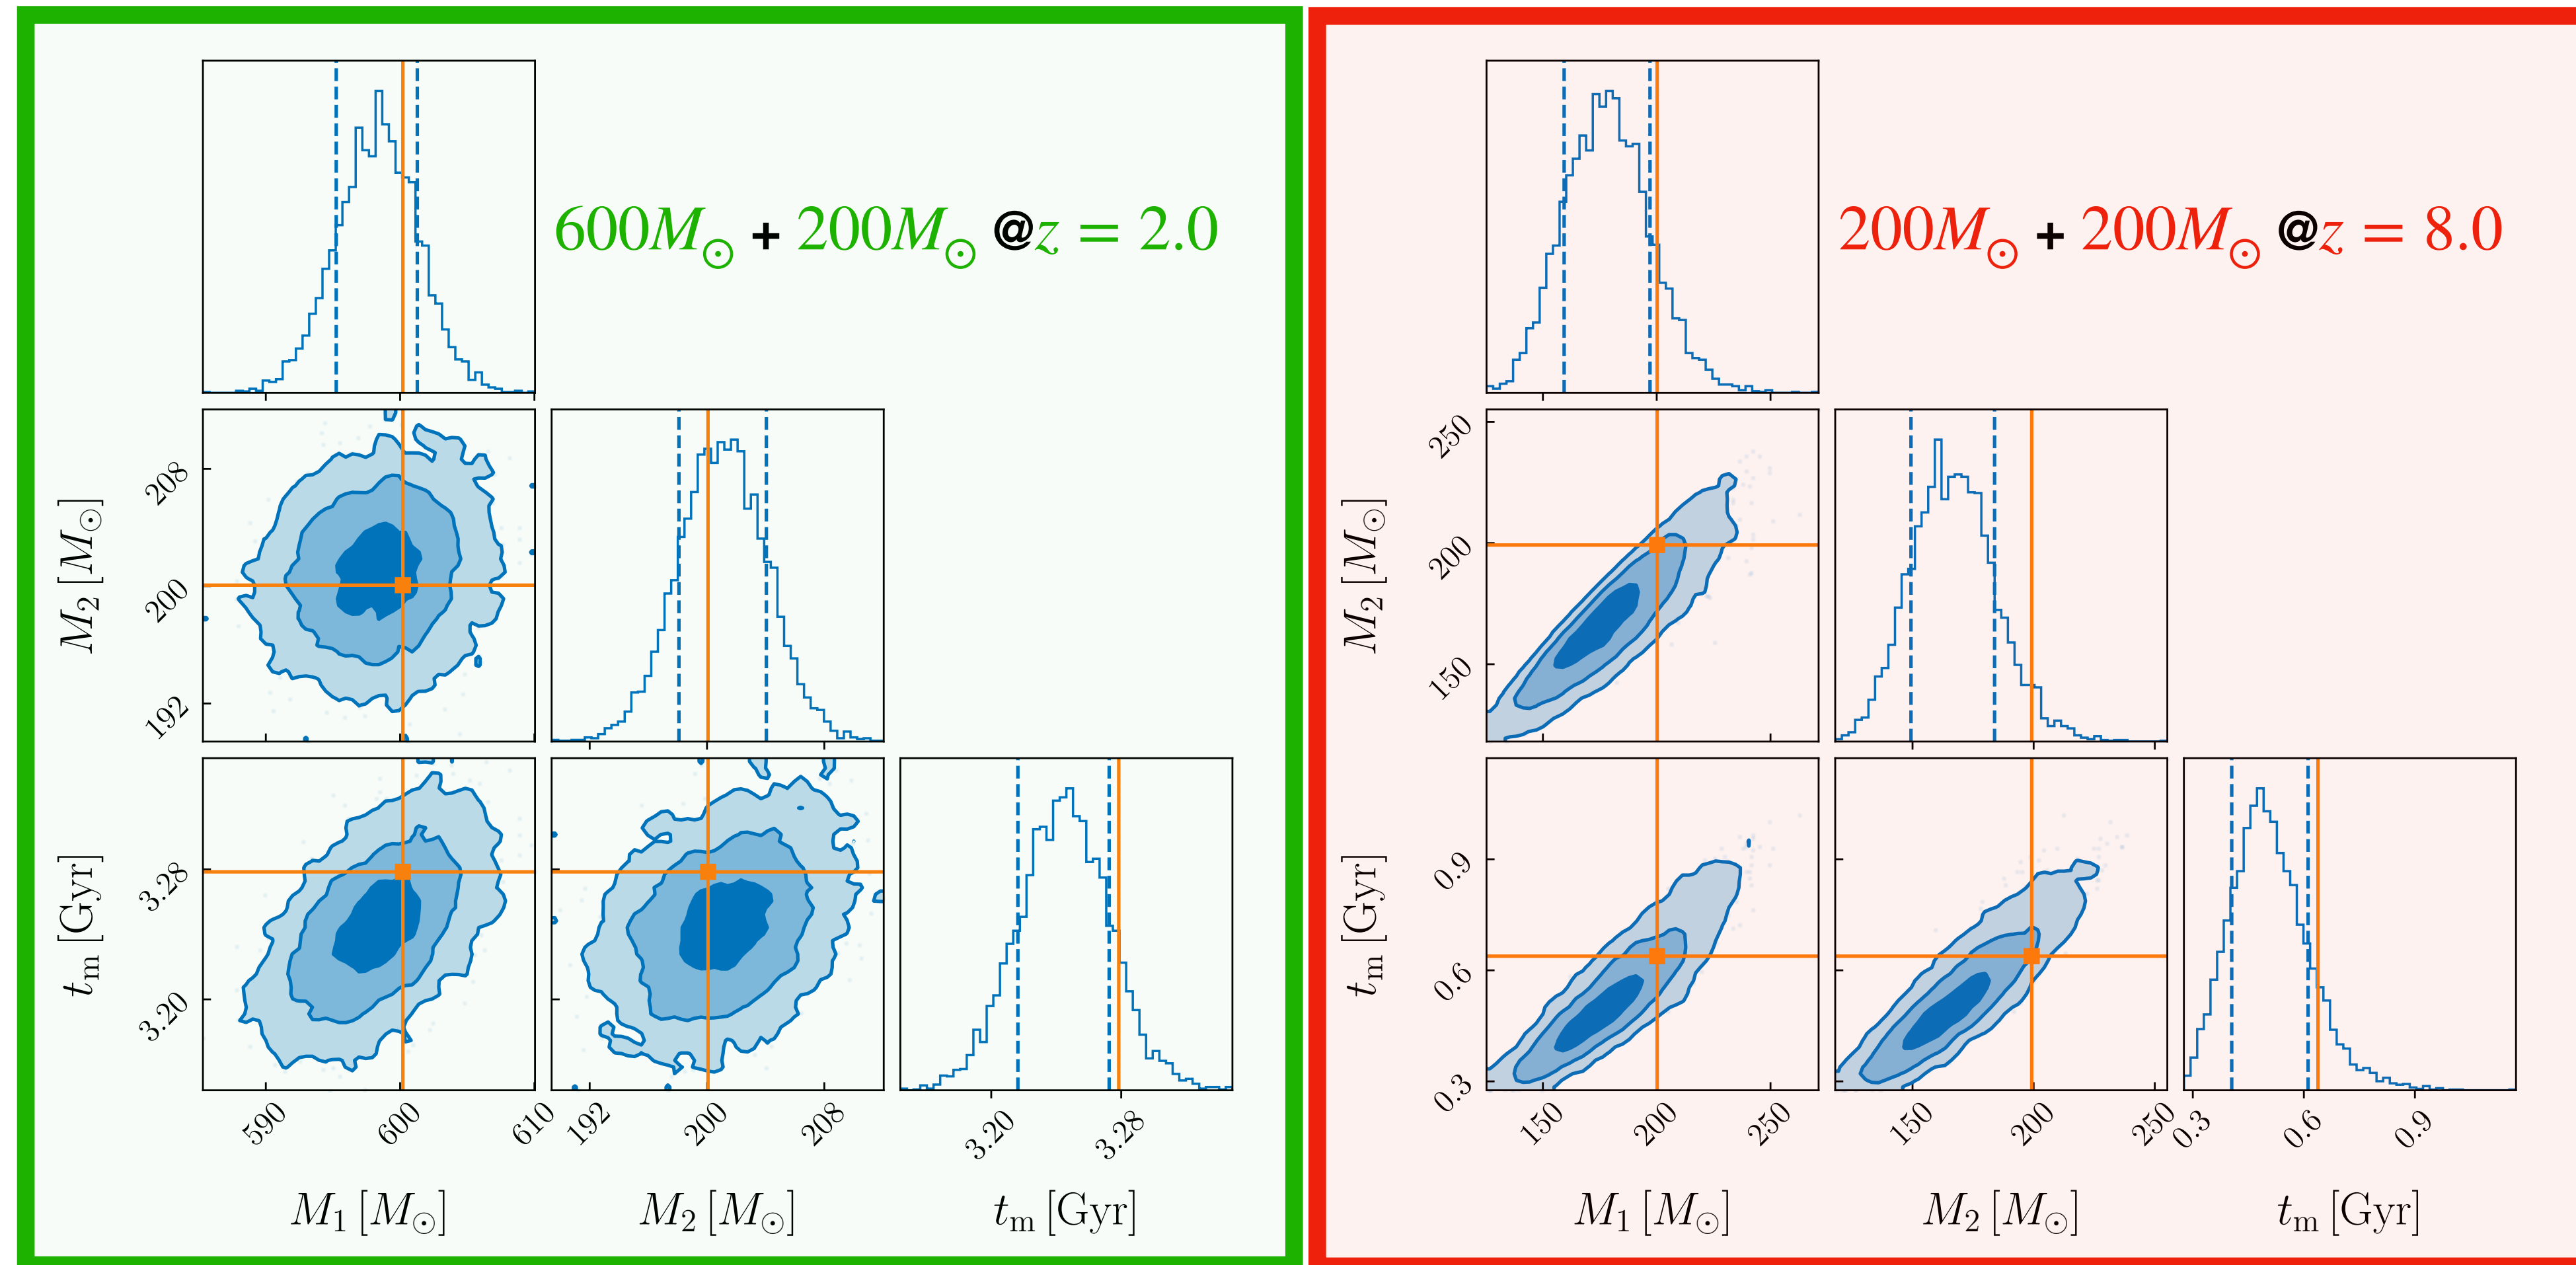 600M⊙ + 200M⊙ @z = 2.0
M₂ [M⊙]
208
200
192
tₘ [Gyr]
3.28
3.20
590
600
610
192
200
208
3.20
3.28
M₁ [M⊙]
M₂ [M⊙]
tₘ [Gyr]
200M⊙ + 200M⊙ @z = 8.0
M₂ [M⊙]
250
200
150
tₘ [Gyr]
0.9
0.6
0.3
150
200
250
150
200
250
0.3
0.6
0.9
M₁ [M⊙]
M₂ [M⊙]
tₘ [Gyr]